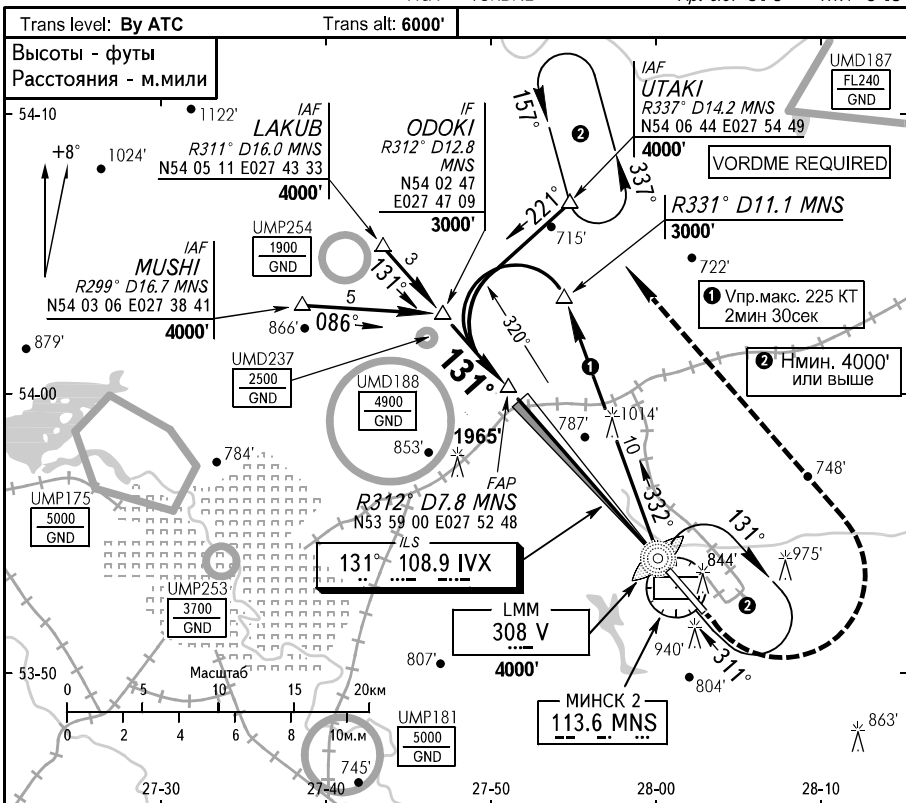 Trans level: By ATC
Trans alt: 6000'
Высоты - футы
Расстояния - м.мили
54-10
1122'
1024'
+8°
IAF
LAKUB
R311° D16.0 MNS
N54 05 11 E027 43 33
4000'
IF
ODOKI
R312° D12.8
MNS
N54 02 47
E027 47 09
3000'
157°
2
337°
IAF
UTAKI
R337° D14.2 MNS
N54 06 44 E027 54 49
4000'
UMD187
FL240
GND
VORDME REQUIRED
R331° D11.1 MNS
3000'
221°
715'
722'
UMP254
1900
GND
3
131°
IAF
MUSHI
R299° D16.7 MNS
N54 03 06 E027 38 41
4000'
5
086°
866'
879'
320°
1 Vпр.макс. 225 КТ
2мин 30сек
2 Hмин. 4000'
или выше
UMD237
2500
GND
131°
1
54-00
UMD188
4900
GND
853'
1965'
787'
1014'
10
332°
748'
784'
FAP
R312° D7.8 MNS
N53 59 00 E027 52 48
UMP175
5000
GND
ILS
131° 108.9 IVX
131°
975'
844'
2
UMP253
3700
GND
LMM
308 V
4000'
940'
311°
804'
53-50
807'
МИНСК 2
113.6 MNS
Масштаб
0 5 10 15 20км
0 2 4 6 8 10м.м
UMP181
5000
GND
745'
863'
27-30
27-40
27-50
28-00
28-10